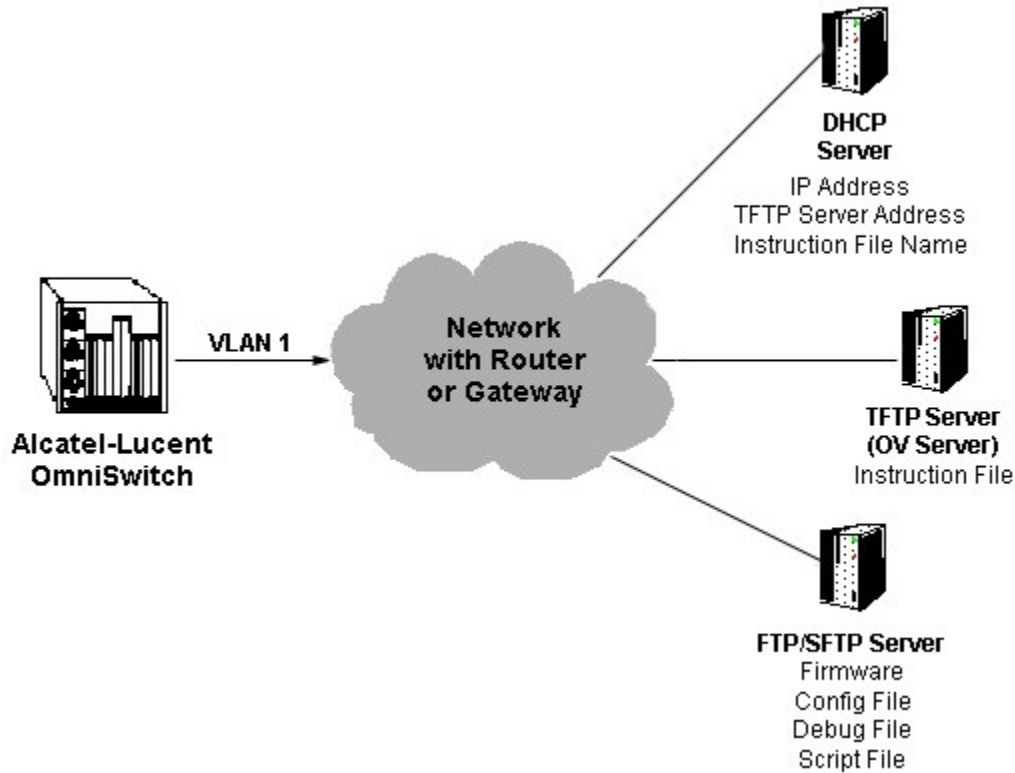 DHCP
Server
IP Address
TFTP Server Address
Instruction File Name
Network
with Router
or Gateway
VLAN 1
Alcatel-Lucent
OmniSwitch
TFTP Server
(OV Server)
Instruction File
FTP/SFTP Server
Firmware
Config File
Debug File
Script File